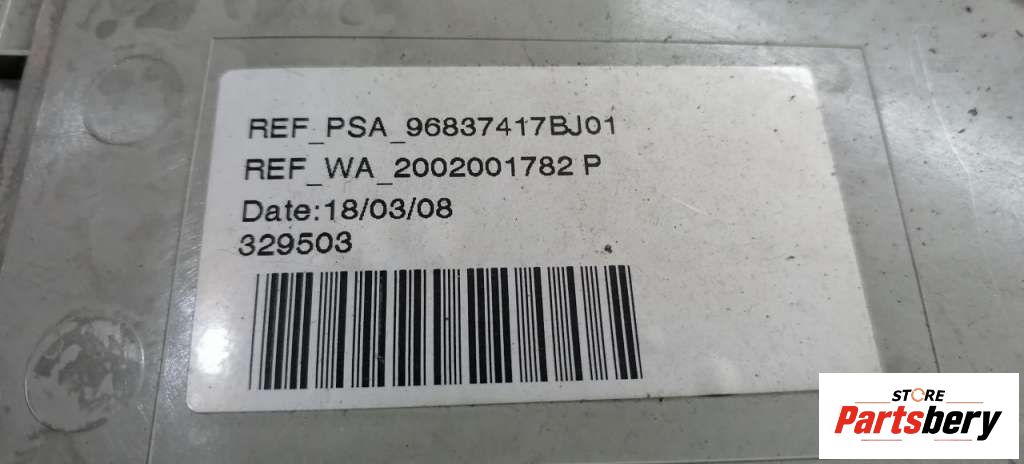 REF_PSA_96837417BJ01
REF_WA_2002001782 P
Date:18/03/08
329503
STORE
Partsbery